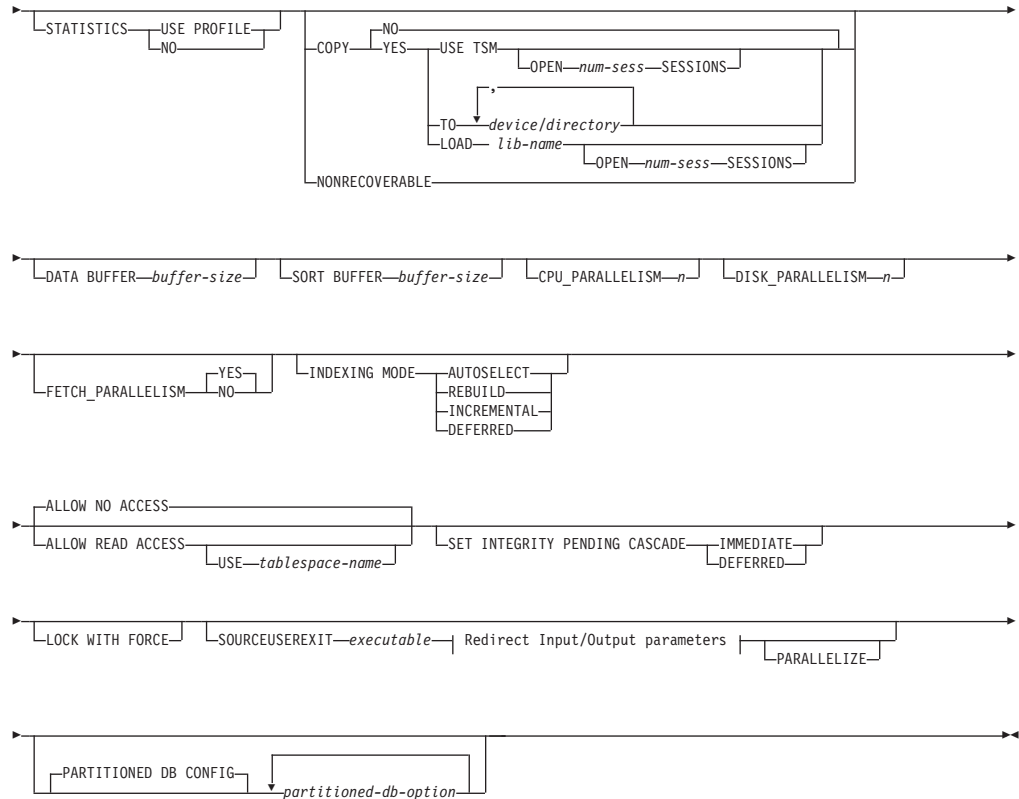 NO
STATISTICS USE PROFILE COPY YES USE TSM
NO OPEN num-sess SESSIONS
,
TO device/directory
LOAD lib-name
OPEN num-sess SESSIONS
NONRECOVERABLE
DATA BUFFER buffer-size SORT BUFFER buffer-size CPU_PARALLELISM n DISK_PARALLELISM n
YES INDEXING MODE AUTOSELECT
FETCH_PARALLELISM NO REBUILD
INCREMENTAL
DEFERRED
ALLOW NO ACCESS
ALLOW READ ACCESS SET INTEGRITY PENDING CASCADE IMMEDIATE
USE tablespace-name DEFERRED
LOCK WITH FORCE SOURCEUSEREXIT executable Redirect Input/Output parameters
PARALLELIZE
PARTITIONED DB CONFIG
partitioned-db-option